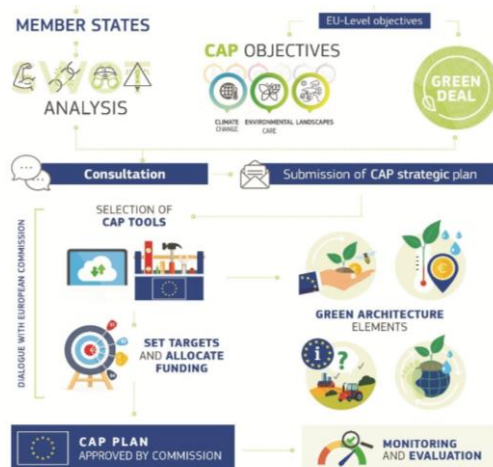 MEMBER STATES
SWOT
ANALYSIS
EU-Level objectives
CAP OBJECTIVES
CLIMATE
CHANGE
ENVIRONMENTAL
CARE
LANDSCAPES
GREEN
DEAL
Consultation
Submission of CAP strategic plan
DIALOGUE WITH EUROPEAN COMMISSION
SELECTION OF
CAP TOOLS
SET TARGETS
AND ALLOCATE
FUNDING
GREEN ARCHITECTURE
ELEMENTS
€
i
?
CAP PLAN
APPROVED BY COMMISSION
MONITORING
AND EVALUATION